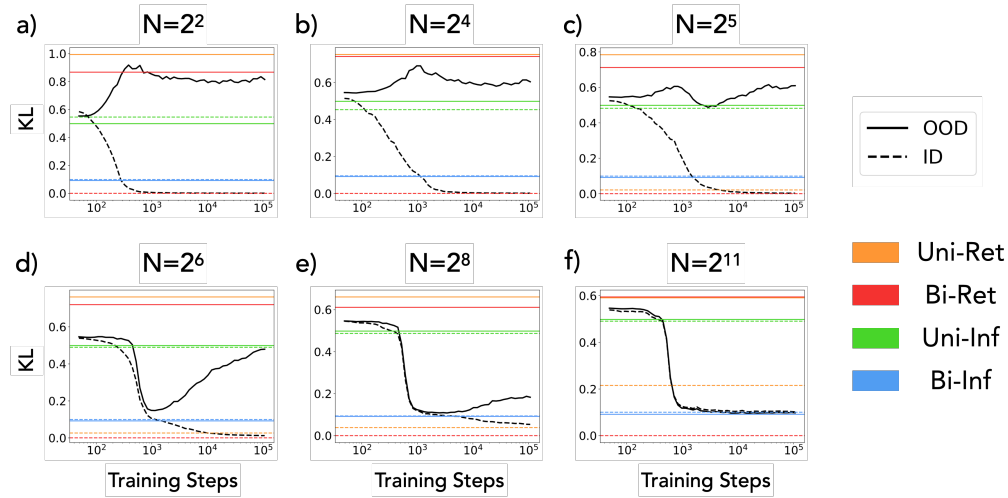 a) N=2² b) N=2⁴ c) N=2⁵
KL
1.0
0.8
0.6
0.4
0.2
0.0
10² 10³ 10⁴ 10⁵
0.6
0.4
0.2
0.0
10² 10³ 10⁴ 10⁵
0.8
0.6
0.4
0.2
0.0
10² 10³ 10⁴ 10⁵
OOD
ID
d) N=2⁶ e) N=2⁸ f) N=2¹¹
KL
0.6
0.4
0.2
0.0
10² 10³ 10⁴ 10⁵
Training Steps
0.6
0.4
0.2
0.0
10² 10³ 10⁴ 10⁵
Training Steps
0.6
0.4
0.2
0.0
10² 10³ 10⁴ 10⁵
Training Steps
Uni-Ret
Bi-Ret
Uni-Inf
Bi-Inf